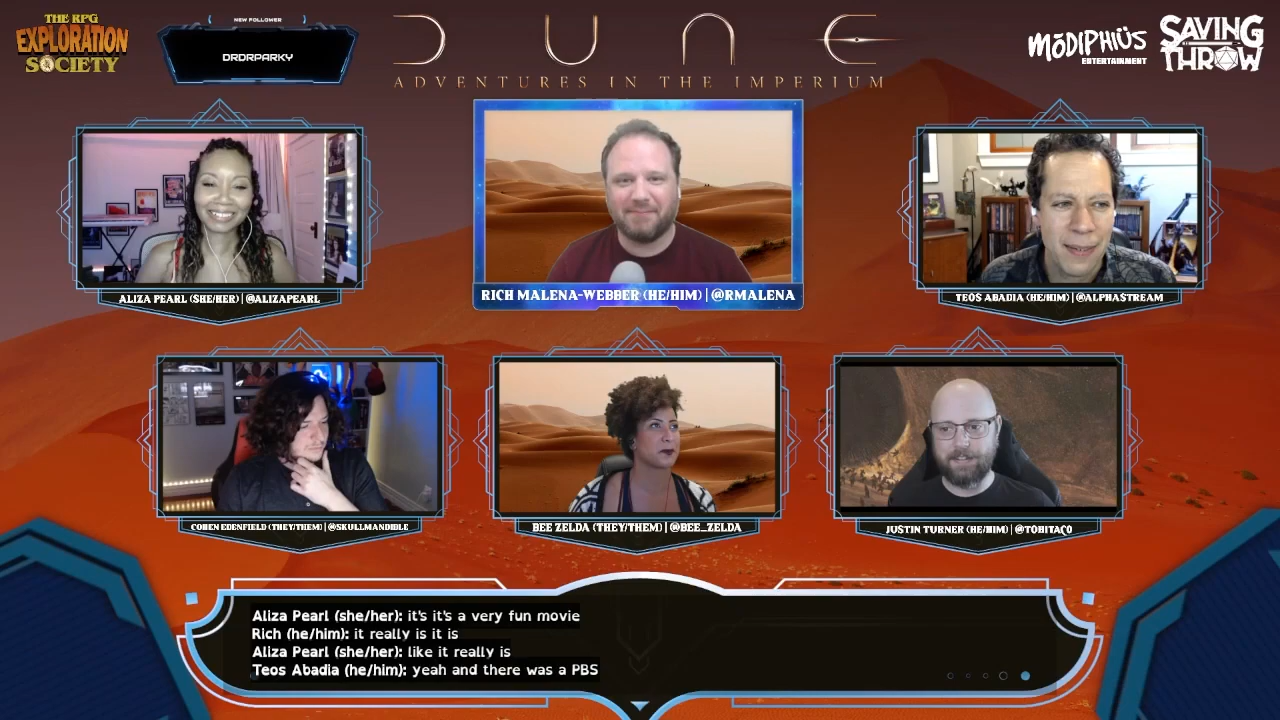 THE RPG
EXPLORATION
SOCIETY
NEW FOLLOWER
DRDRPARKY
DUNE
ADVENTURES IN THE IMPERIUM
MŌDIPHIÜS
ENTERTAINMENT
SAVING
THROW
ALIZA PEARL (SHE/HER) | @ALIZAPEARL
RICH MALENA-WEBBER (HE/HIM) | @RMALENA
TEOS ABADIA (HE/HIM) | @ALPHASTREAM
COHEN EDENFIELD (THEY/THEM) | @SKULLMANDIBLE
BEE ZELDA (THEY/THEM) | @BEE_ZELDA
JUSTIN TURNER (HE/HIM) | @TOBITAC0
Aliza Pearl (she/her): it's it's a very fun movie
Rich (he/him): it really is it is
Aliza Pearl (she/her): like it really is
Teos Abadia (he/him): yeah and there was a PBS